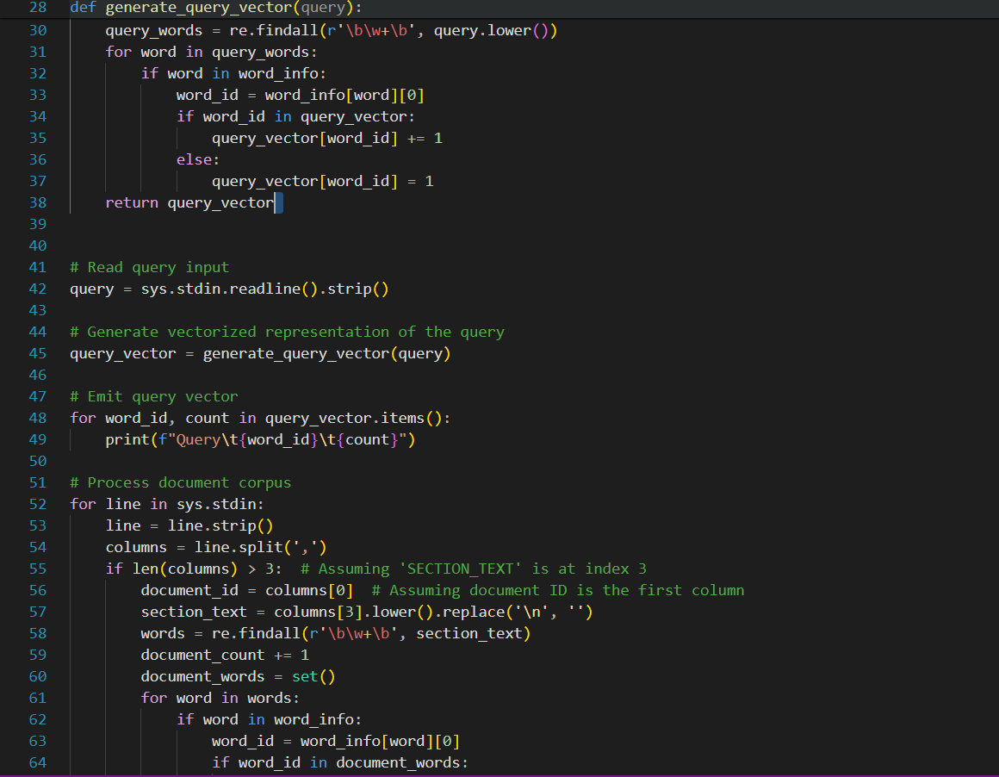 28 def generate_query_vector(query):
30     query_words = re.findall(r'\b\w+\b', query.lower())
31     for word in query_words:
32         if word in word_info:
33             word_id = word_info[word][0]
34             if word_id in query_vector:
35                 query_vector[word_id] += 1
36             else:
37                 query_vector[word_id] = 1
38     return query_vector
39
40
41 # Read query input
42 query = sys.stdin.readline().strip()
43
44 # Generate vectorized representation of the query
45 query_vector = generate_query_vector(query)
46
47 # Emit query vector
48 for word_id, count in query_vector.items():
49     print(f"Query\t{word_id}\t{count}")
50
51 # Process document corpus
52 for line in sys.stdin:
53     line = line.strip()
54     columns = line.split(',')
55     if len(columns) > 3:  # Assuming 'SECTION_TEXT' is at index 3
56         document_id = columns[0]  # Assuming document ID is the first column
57         section_text = columns[3].lower().replace('\n', '')
58         words = re.findall(r'\b\w+\b', section_text)
59         document_count += 1
60         document_words = set()
61         for word in words:
62             if word in word_info:
63                 word_id = word_info[word][0]
64                 if word_id in document_words: